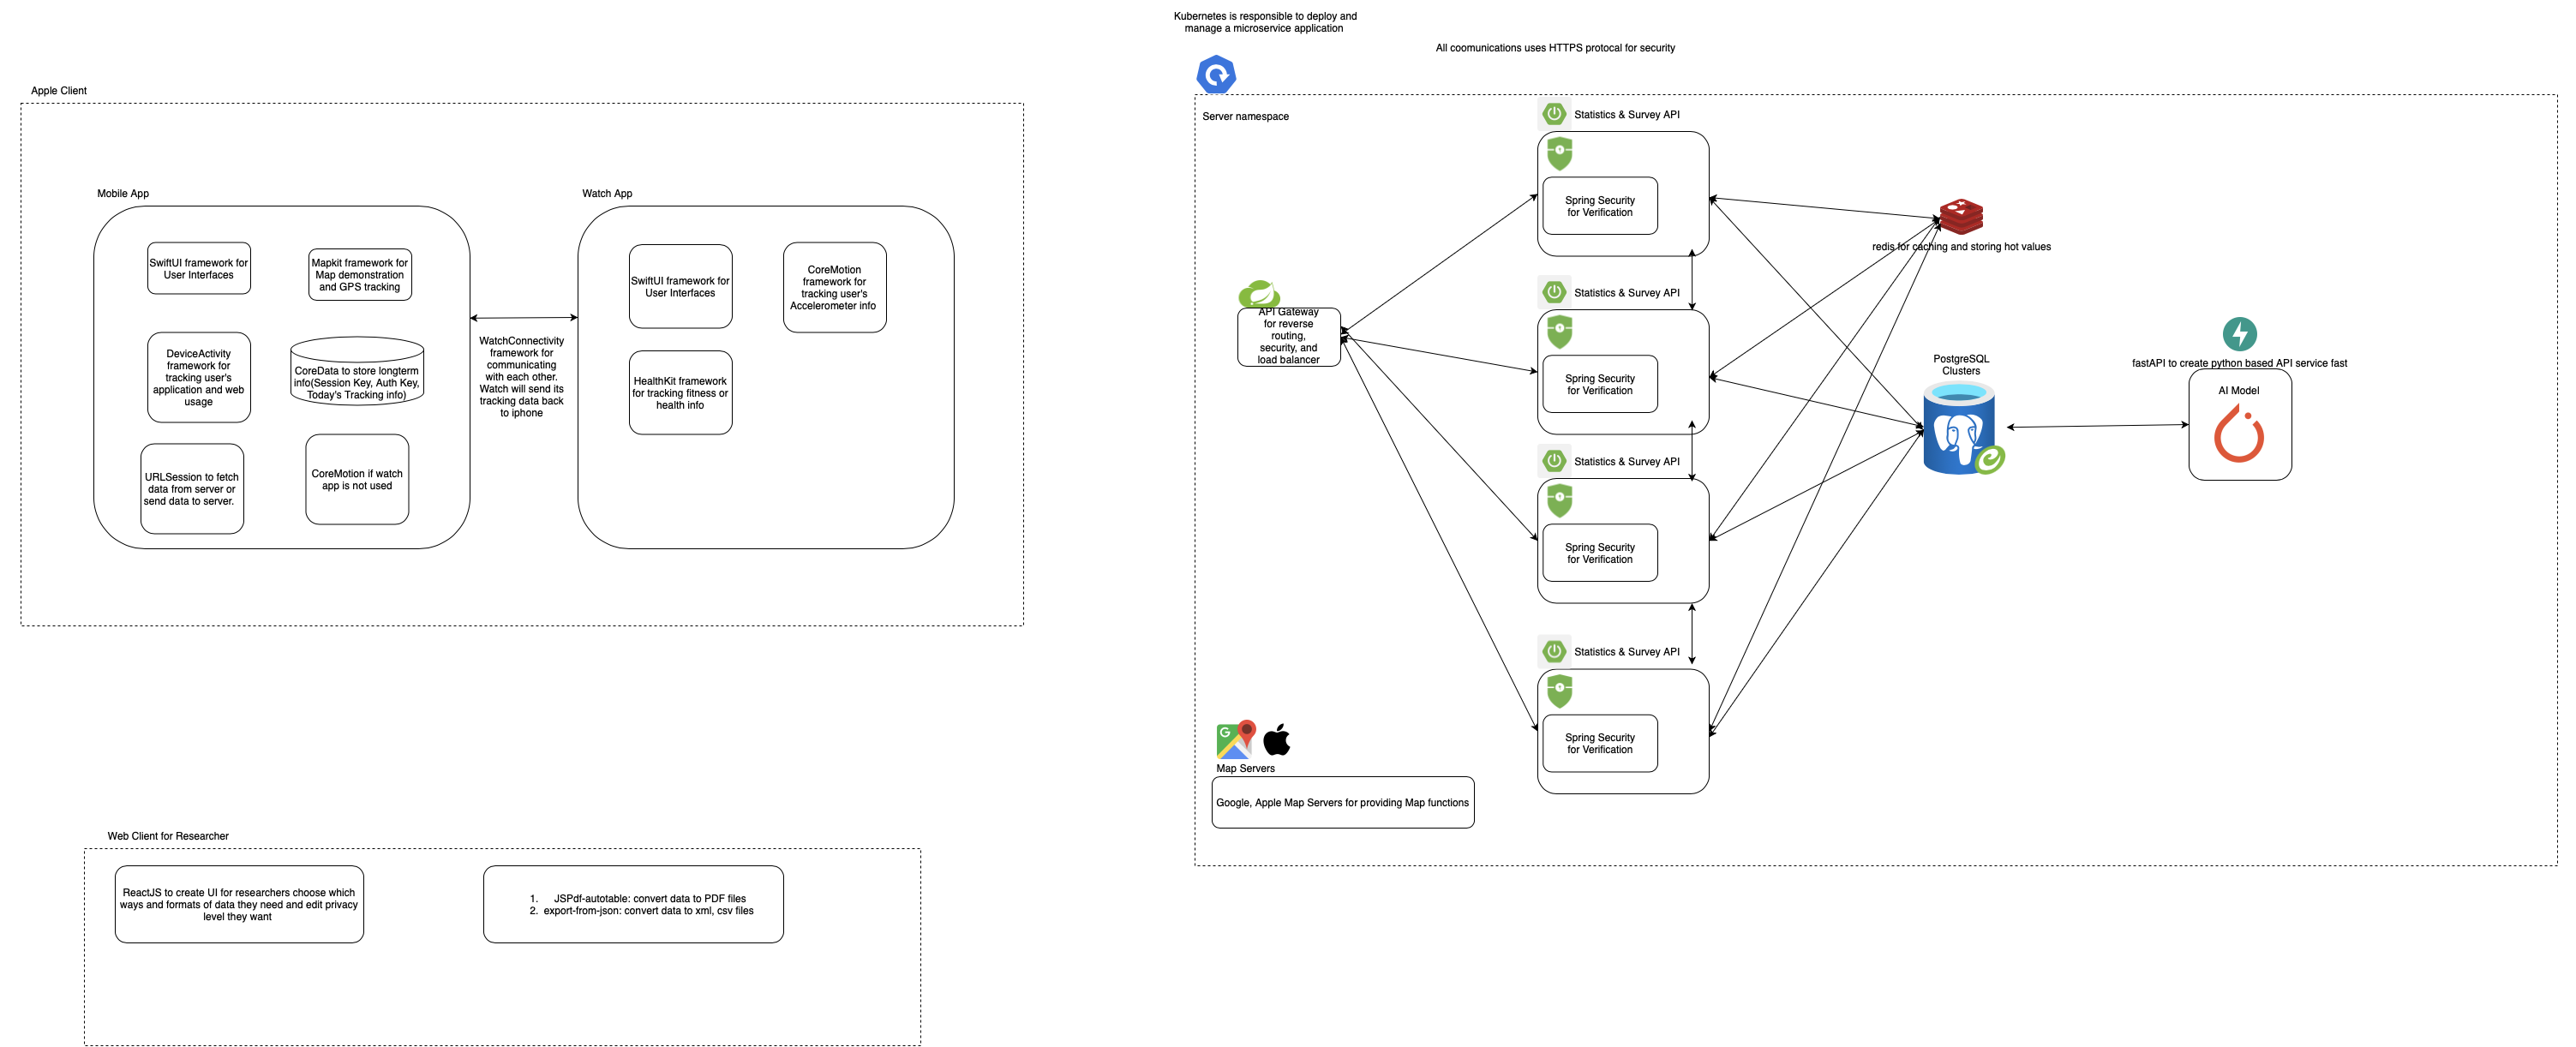 Kubernetes is responsible to deploy and
manage a microservice application
All coomunications uses HTTPS protocal for security
Apple Client
Mobile App
SwiftUI framework for
User Interfaces
Mapkit framework for
Map demonstration
and GPS tracking
DeviceActivity
framework for
tracking user's
application and web
usage
CoreData to store longterm
info(Session Key, Auth Key,
Today's Tracking info)
URLSession to fetch
data from server or
send data to server.
CoreMotion if watch
app is not used
WatchConnectivity
framework for
communicating
with each other.
Watch will send its
tracking data back
to iphone
Watch App
SwiftUI framework for
User Interfaces
CoreMotion
framework for
tracking user's
Accelerometer info
HealthKit framework
for tracking fitness or
health info
Web Client for Researcher
ReactJS to create UI for researchers choose which
ways and formats of data they need and edit privacy
level they want
1. JSPdf-autotable: convert data to PDF files
2. export-from-json: convert data to xml, csv files
Server namespace
API Gateway
for reverse
routing,
security, and
load balancer
Statistics & Survey API
Spring Security
for Verification
Statistics & Survey API
Spring Security
for Verification
Statistics & Survey API
Spring Security
for Verification
Statistics & Survey API
Spring Security
for Verification
redis for caching and storing hot values
PostgreSQL
Clusters
fastAPI to create python based API service fast
AI Model
G
Map Servers
Google, Apple Map Servers for providing Map functions